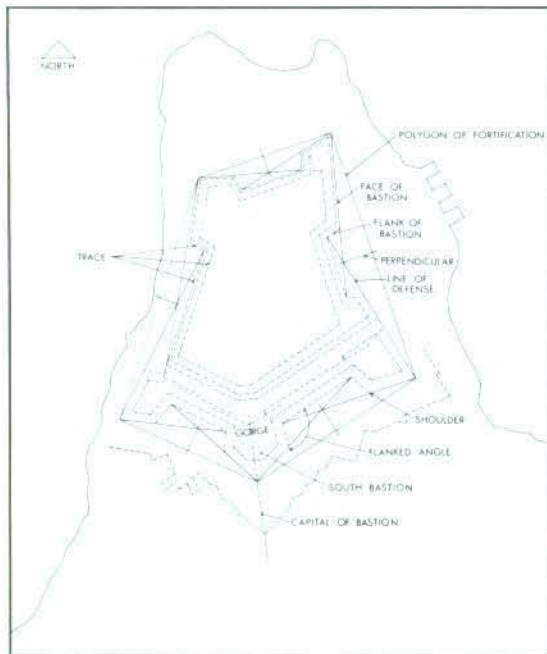 NORTH
POLYGON OF FORTIFICATION
FACE OF
BASTION
FLANK OF
BASTION
TRACE
PERPENDICULAR
LINE OF
DEFENSE
SHOULDER
GORGE
FLANKED ANGLE
SOUTH BASTION
CAPITAL OF BASTION